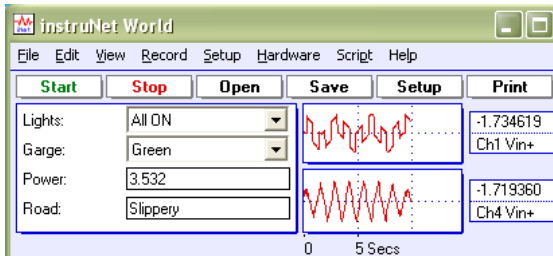 instruNet World
File Edit View Record Setup Hardware Script Help
Start Stop Open Save Setup Print
Lights: All ON
Garge: Green
Power: 3.532
Road: Slippery
-1.734619
Ch1 Vin+
-1.719360
Ch4 Vin+
0 5 Secs